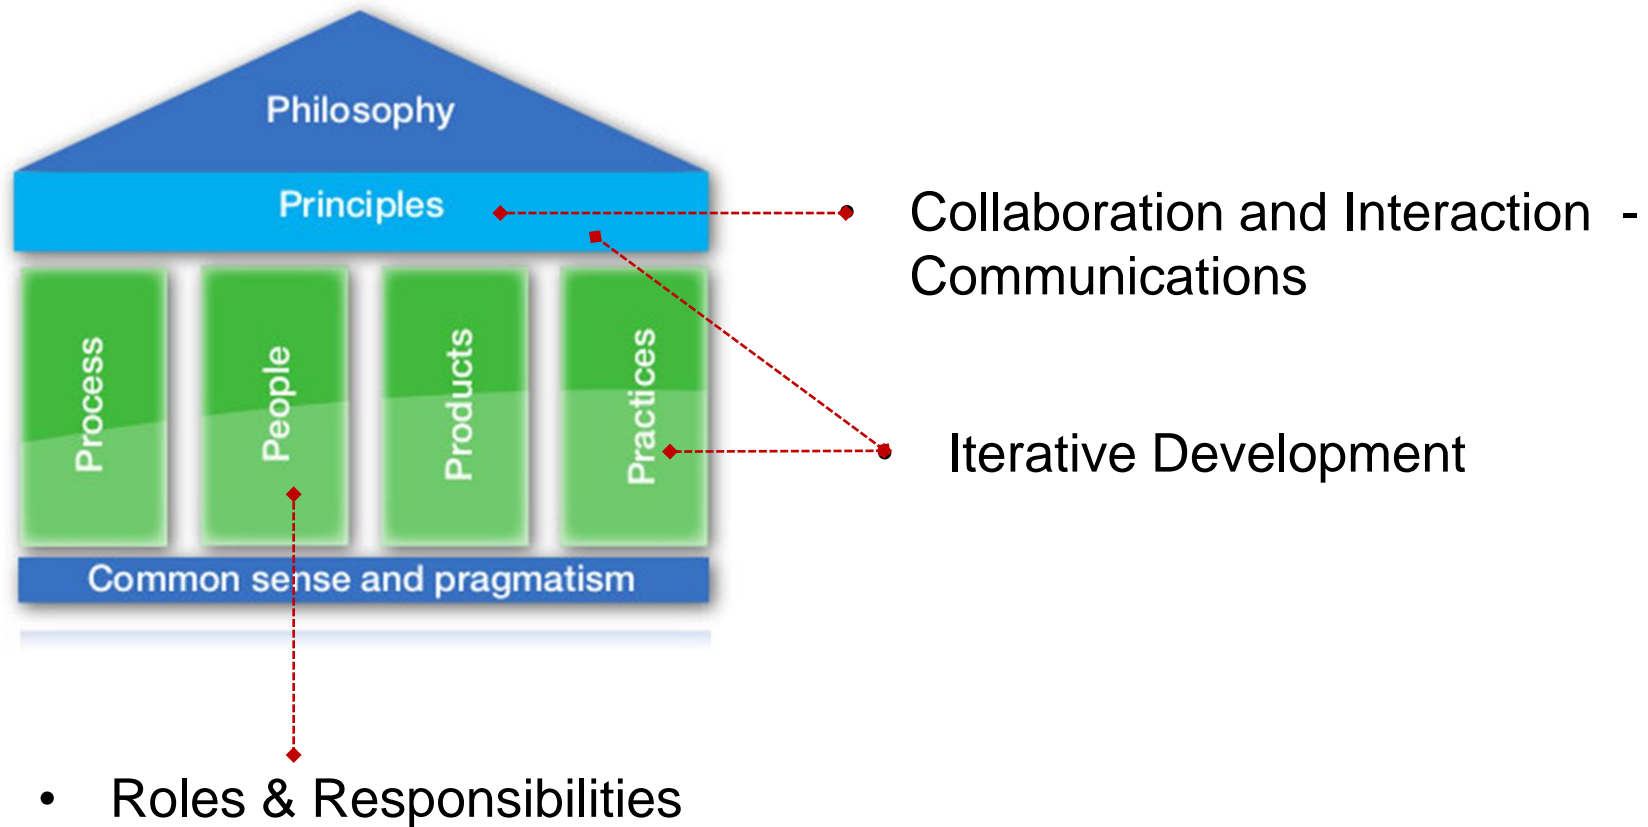 Philosophy
Principles
Process
People
Products
Practices
Common sense and pragmatism
• Collaboration and Interaction -
Communications
• Iterative Development
• Roles & Responsibilities